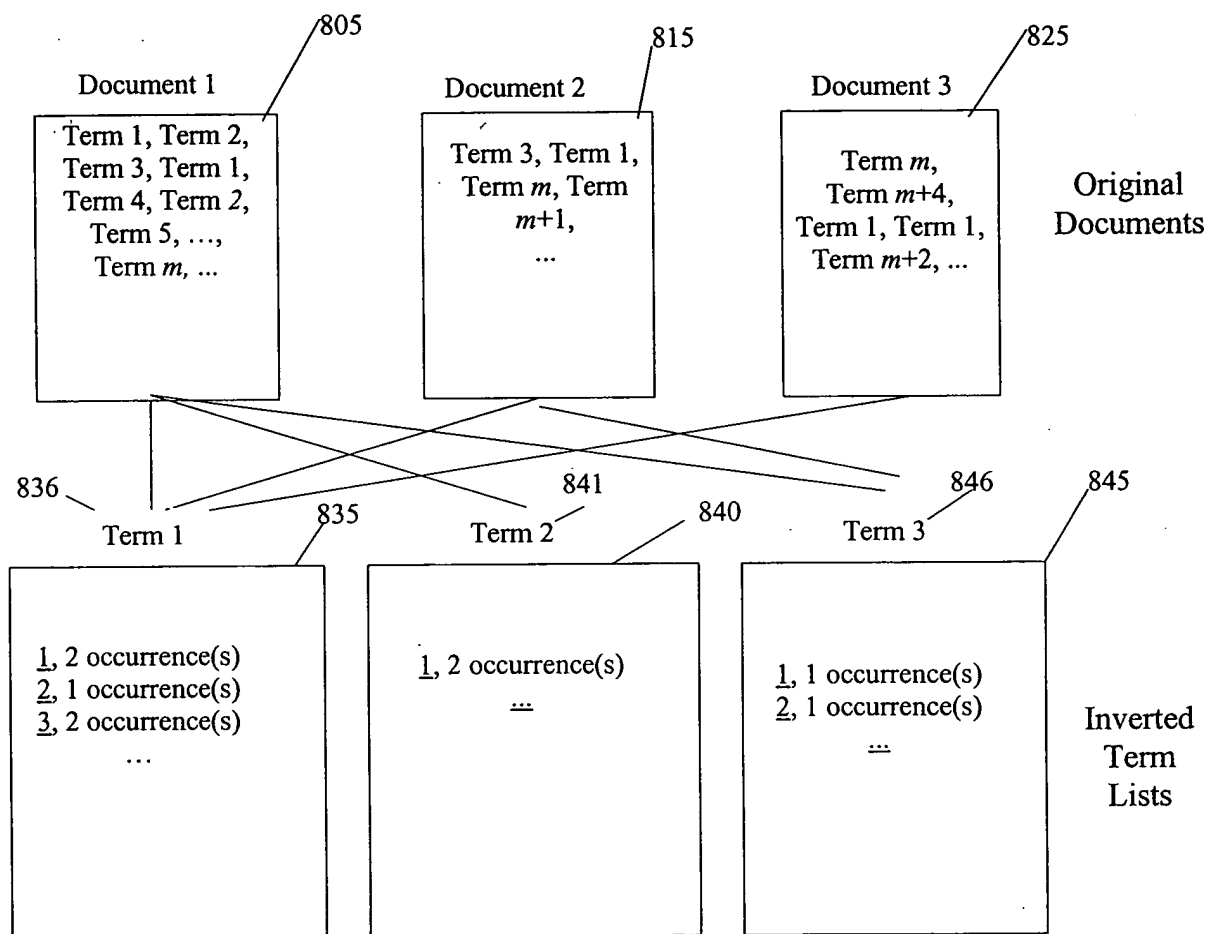 805
815
825
Document 1
Document 2
Document 3
Term 1, Term 2,
Term 3, Term 1,
Term 4, Term 2,
Term 5, …,
Term m, ...
Term 3, Term 1,
Term m, Term
m+1,
...
Term m,
Term m+4,
Term 1, Term 1,
Term m+2, ...
Original
Documents
836
Term 1
835
841
Term 2
840
846
Term 3
845
1, 2 occurrence(s)
2, 1 occurrence(s)
3, 2 occurrence(s)
…
1, 2 occurrence(s)
...
1, 1 occurrence(s)
2, 1 occurrence(s)
...
Inverted
Term
Lists